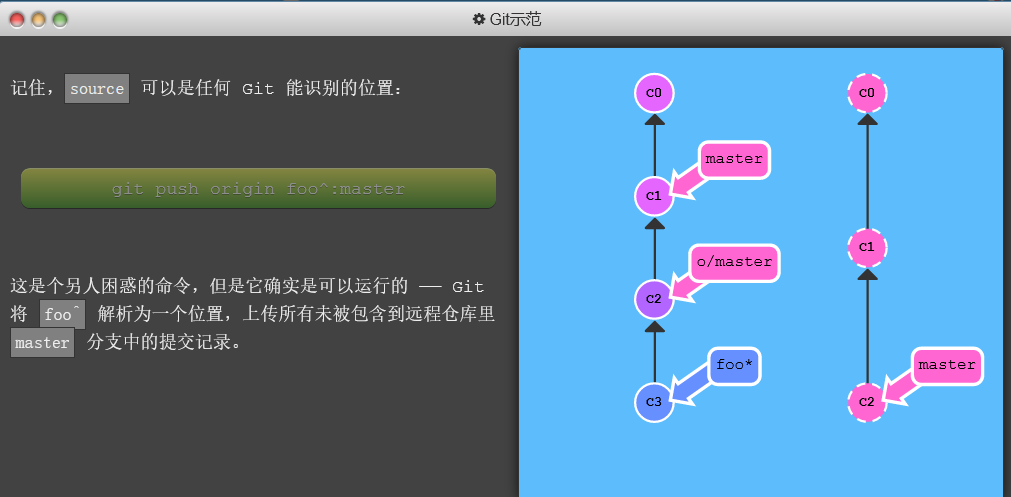 Git示范
记住，source 可以是任何 Git 能识别的位置：
git push origin foo^:master
这是个另人困惑的命令，但是它确实是可以运行的 —— Git
将 foo^ 解析为一个位置，上传所有未被包含到远程仓库里
master 分支中的提交记录。
c0
master
c1
o/master
c2
foo*
c3
c0
c1
master
c2